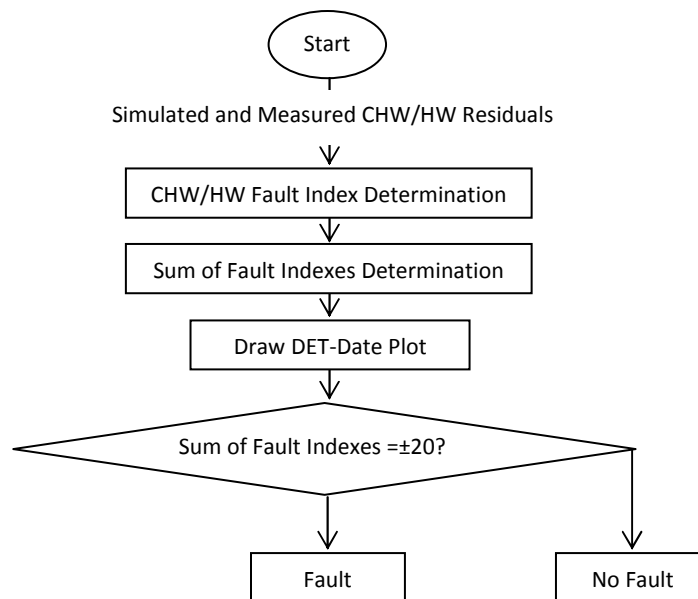 Start
Simulated and Measured CHW/HW Residuals
CHW/HW Fault Index Determination
Sum of Fault Indexes Determination
Draw DET-Date Plot
Sum of Fault Indexes =±20?
Fault
No Fault